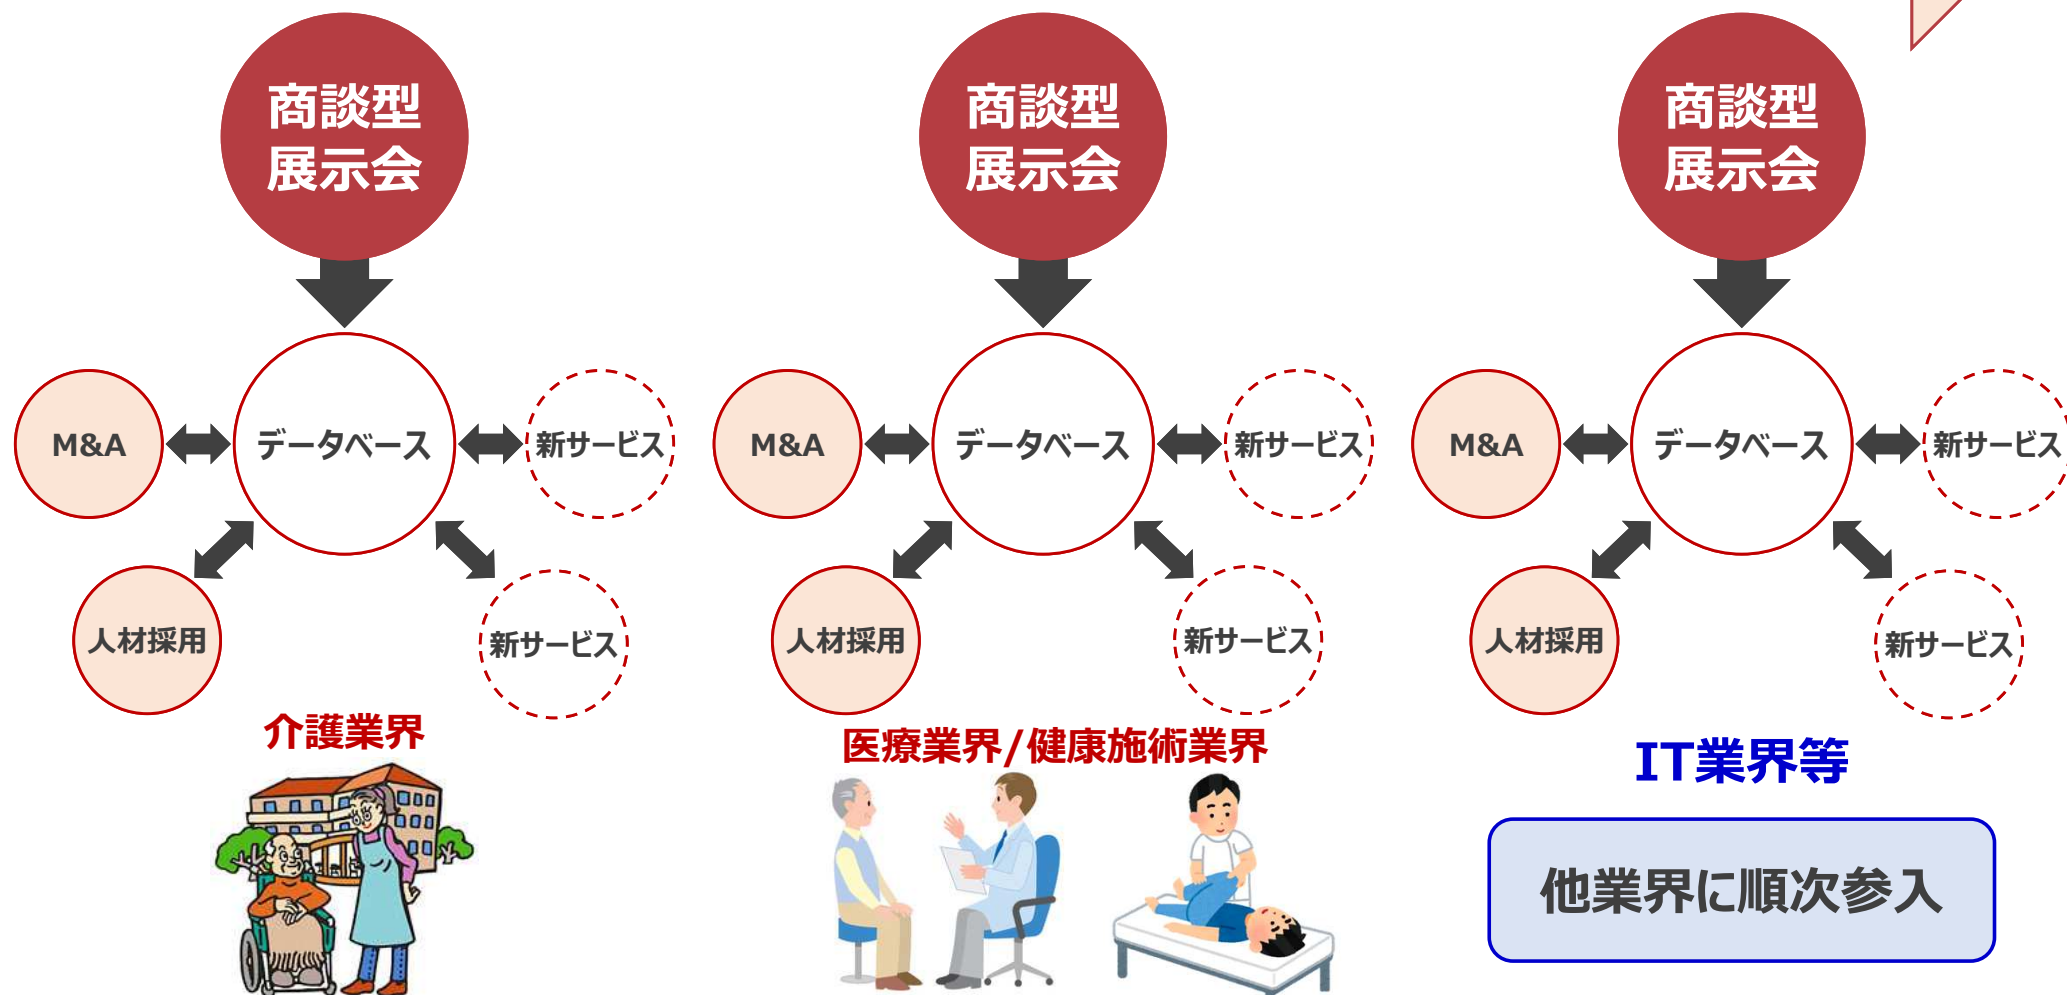 商談型
展示会
商談型
展示会
商談型
展示会
M&A
データベース
新サービス
人材採用
新サービス
M&A
データベース
新サービス
人材採用
新サービス
M&A
データベース
新サービス
人材採用
新サービス
介護業界
医療業界/健康施術業界
IT業界等
他業界に順次参入